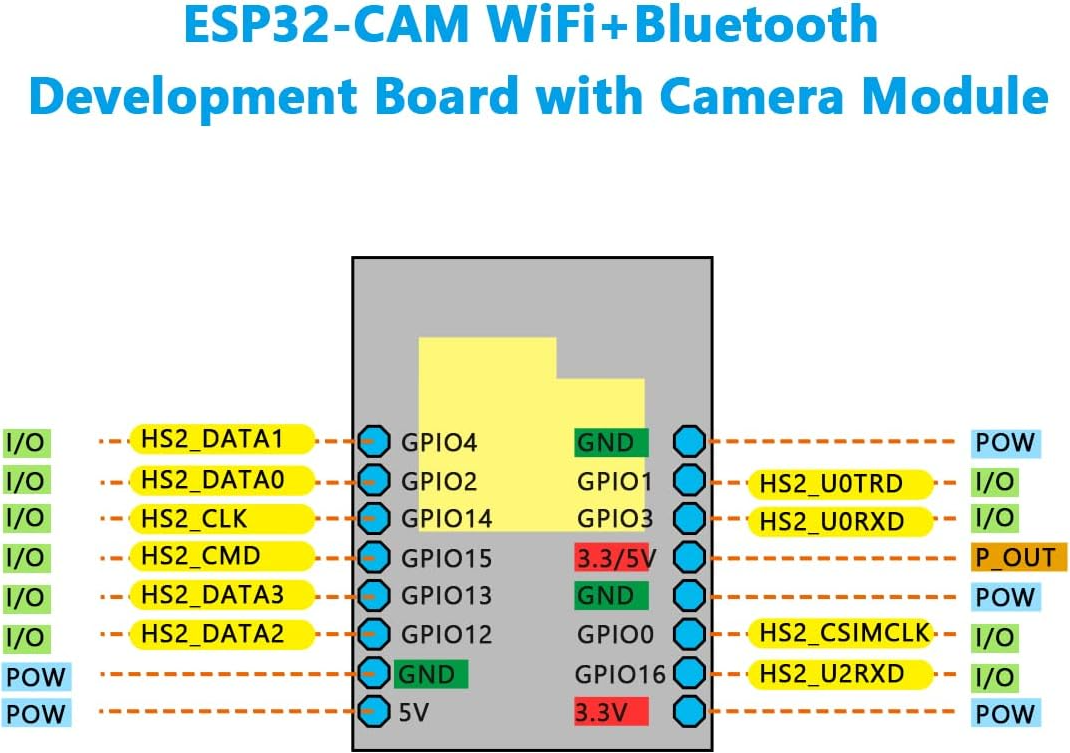 ESP32-CAM WiFi+Bluetooth
Development Board with Camera Module
I/O HS2_DATA1 GPIO4 GND POW
I/O HS2_DATA0 GPIO2 GPIO1 HS2_U0TRD I/O
I/O HS2_CLK GPIO14 GPIO3 HS2_U0RXD I/O
I/O HS2_CMD GPIO15 3.3/5V P_OUT
I/O HS2_DATA3 GPIO13 GND POW
I/O HS2_DATA2 GPIO12 GPIO0 HS2_CSIMCLK I/O
POW GND GPIO16 HS2_U2RXD I/O
POW 5V 3.3V POW